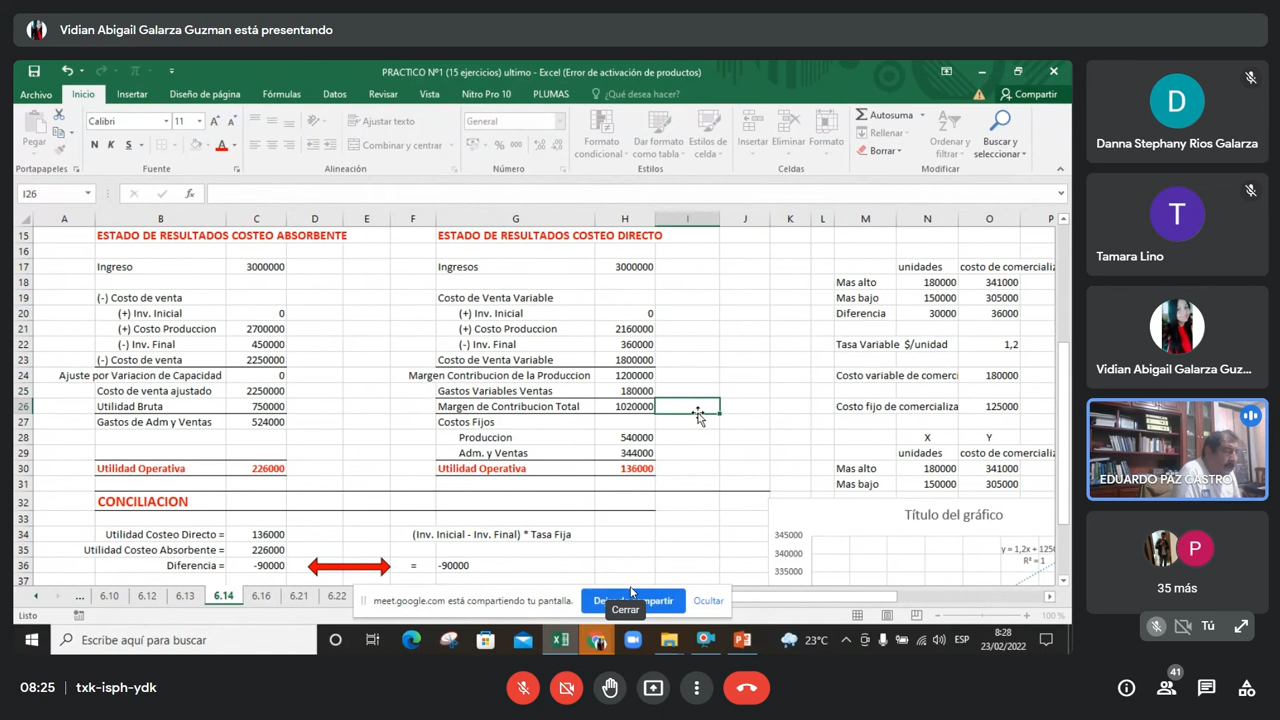 Vidian Abigail Galarza Guzman está presentando
PRACTICO Nº1 (15 ejercicios) ultimo - Excel (Error de activación de productos)
Archivo Inicio Insertar Diseño de página Fórmulas Datos Revisar Vista Nitro Pro 10 PLUMAS ¿Qué desea hacer? Compartir
Pegar
Calibri 11
N K S
Ajustar texto
Combinar y centrar
General
% 000
Formato condicional
Dar formato como tabla
Estilos de celda
Insertar Eliminar Formato
Autosuma
Rellenar
Borrar
Ordenar y filtrar
Buscar y seleccionar
Portapapeles Fuente Alineación Número Estilos Celdas Modificar
I26 fx
A B C D E F G H I J K L M N O P
15 ESTADO DE RESULTADOS COSTEO ABSORBENTE ESTADO DE RESULTADOS COSTEO DIRECTO
16
17 Ingreso 3000000 Ingresos 3000000 unidades costo de comercializ
18 Mas alto 180000 341000
19 (-) Costo de venta Costo de Venta Variable Mas bajo 150000 305000
20 (+) Inv. Inicial 0 (+) Inv. Inicial 0 Diferencia 30000 36000
21 (+) Costo Produccion 2700000 (+) Costo Produccion 2160000
22 (-) Inv. Final 450000 (-) Inv. Final 360000 Tasa Variable $/unidad 1,2
23 (-) Costo de venta 2250000 Costo de Venta Variable 1800000
24 Ajuste por Variacion de Capacidad 0 Margen Contribucion de la Produccion 1200000 Costo variable de comerci 180000
25 Costo de venta ajustado 2250000 Gastos Variables Ventas 180000
26 Utilidad Bruta 750000 Margen de Contribucion Total 1020000 Costo fijo de comercializa 125000
27 Gastos de Adm y Ventas 524000 Costos Fijos
28 Produccion 540000 X Y
29 Adm. y Ventas 344000 unidades costo de comercializ
30 Utilidad Operativa 226000 Utilidad Operativa 136000 Mas alto 180000 341000
31 Mas bajo 150000 305000
32 CONCILIACION
33 Título del gráfico
34 Utilidad Costeo Directo = 136000 (Inv. Inicial - Inv. Final) * Tasa Fija 345000
35 Utilidad Costeo Absorbente = 226000 340000 y = 1,2x + 1250
R² = 1
36 Diferencia = -90000 = -90000 335000
37
... 6.10 6.12 6.14 6.16 6.21 6.22
meet.google.com está compartiendo tu pantalla. Ocultar
Cerrar
Listo 100 %
Escribe aquí para buscar
23°C ESP 8:28
23/02/2022
D
Danna Stephany Rios Galarza
T
Tamara Lino
Vidian Abigail Galarza Guz...
EDUARDO PAZ CASTRO
P
35 más
Tú
08:25 | txk-isph-ydk
41